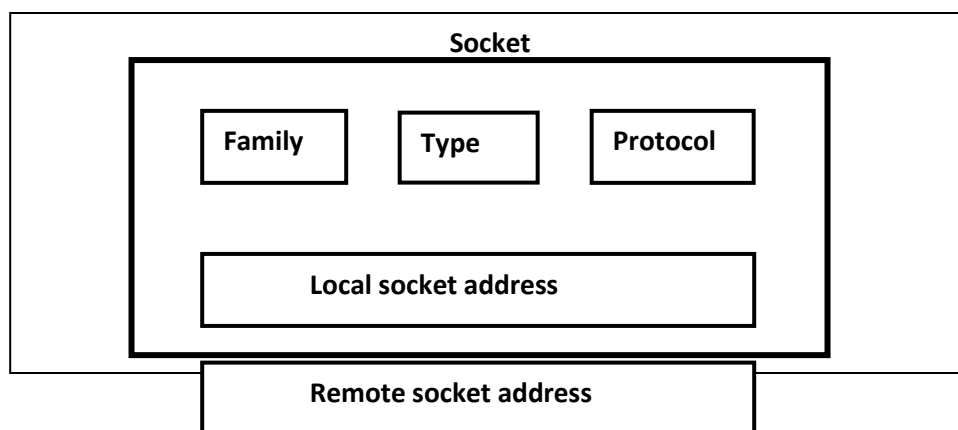 Socket
Family Type Protocol
Local socket address
Remote socket address